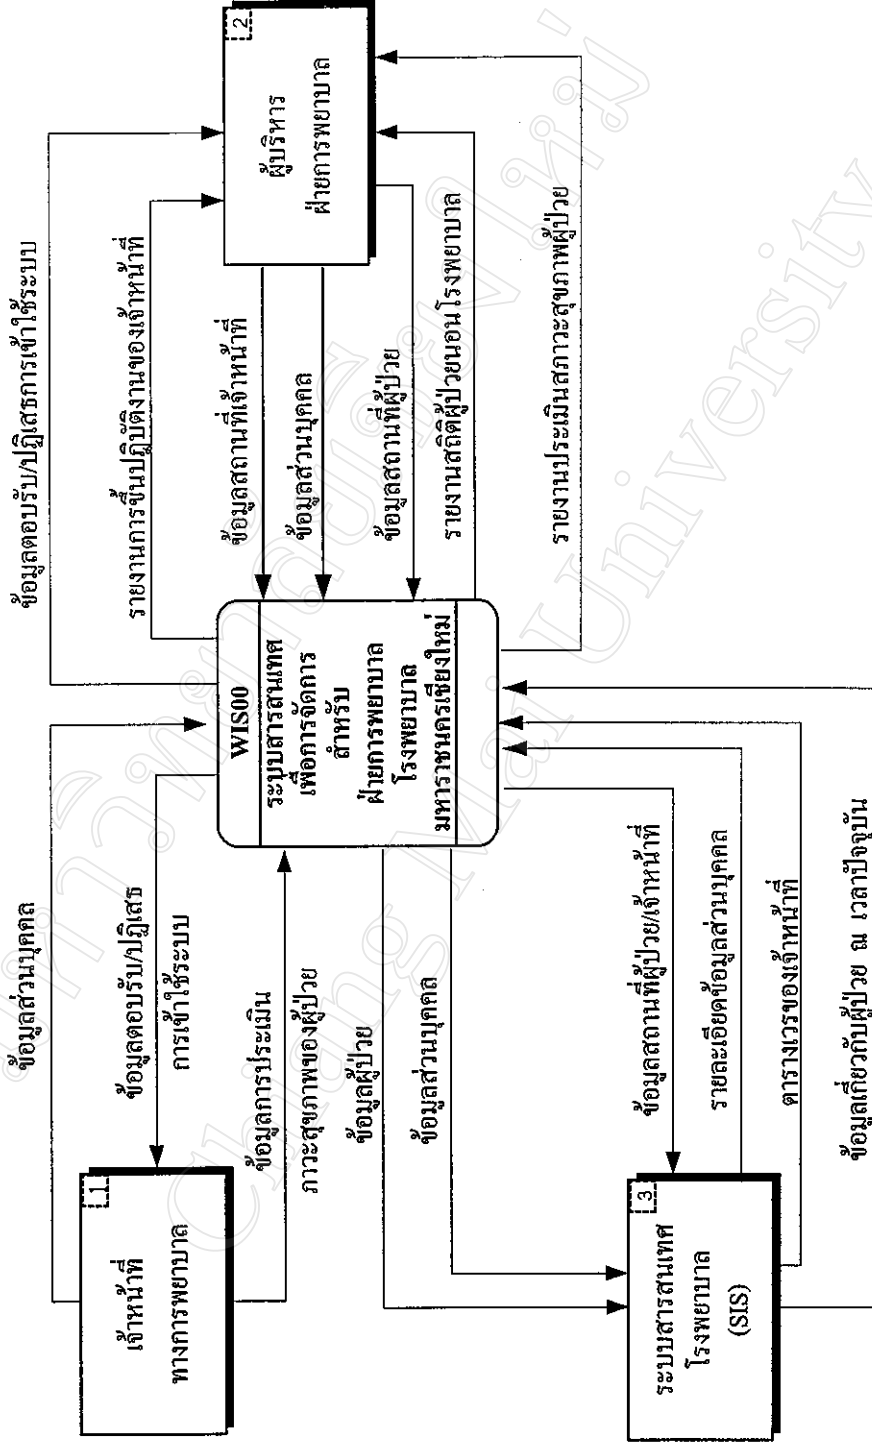 ข้อมูลส่วนบุคคล
ข้อมูลตอบรับ/ปฏิเสธการเข้าใช้ระบบ
รายงานการขึ้นปฏิบัติงานของเจ้าหน้าที่
1
เจ้าหน้าที่
ทางการพยาบาล
ข้อมูลตอบรับ/ปฏิเสธ
การเข้าใช้ระบบ
ข้อมูลการประเมิน
ภาวะสุขภาพของผู้ป่วย
WIS00
ระบบสารสนเทศ
เพื่อการจัดการ
สำหรับ
ฝ่ายการพยาบาล
โรงพยาบาล
มหาราชนครเชียงใหม่
ข้อมูลสถานที่เจ้าหน้าที่
ข้อมูลส่วนบุคคล
ข้อมูลสถานที่ผู้ป่วย
รายงานสถิติผู้ป่วยนอนโรงพยาบาล
รายงานประเมินสภาวะสุขภาพผู้ป่วย
2
ผู้บริหาร
ฝ่ายการพยาบาล
ข้อมูลผู้ป่วย
ข้อมูลส่วนบุคคล
3
ระบบสารสนเทศ
โรงพยาบาล
(SIS)
ข้อมูลสถานที่ผู้ป่วย/เจ้าหน้าที่
รายละเอียดข้อมูลส่วนบุคคล
ตารางเวรของเจ้าหน้าที่
ข้อมูลเกี่ยวกับผู้ป่วย ณ เวลาปัจจุบัน
Chiang Mai University